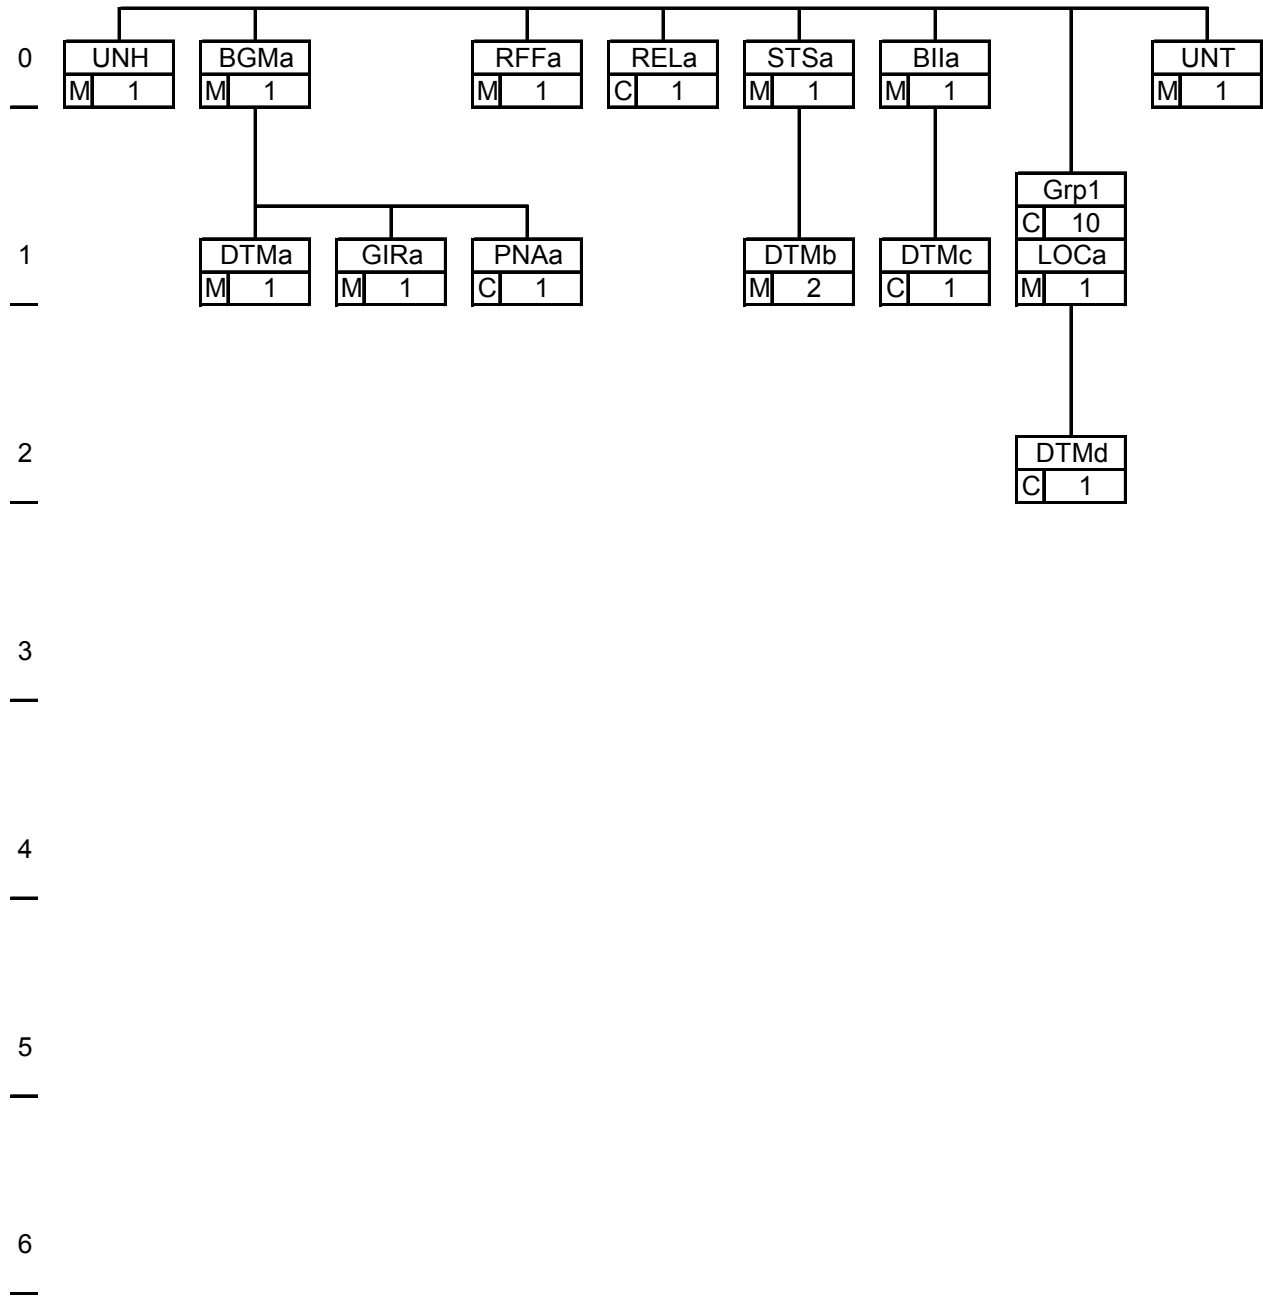 0 UNH BGMa RFFa RELa STSa BIIa UNT
M 1 M 1 M 1 C 1 M 1 M 1 M 1
Grp1
C 10
1 DTMa GIRa PNAa DTMb DTMc LOCa
M 1 M 1 C 1 M 2 C 1 M 1
2 DTMd
C 1
3
4
5
6